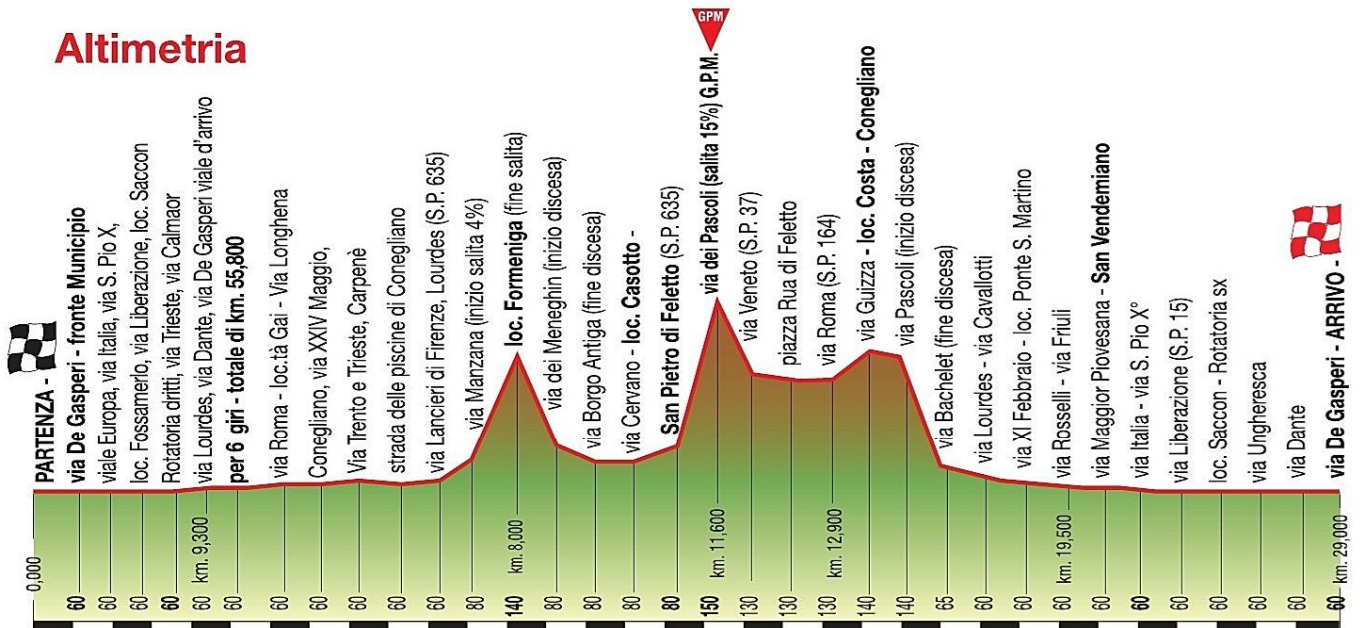 Altimetria
GPM
PARTENZA -
via De Gasperi - fronte Municipio
viale Europa, via Italia, via S. Pio X,
loc. Fossamerlo, via Liberazione, loc. Saccon
Rotatoria dritti, via Trieste, via Calmaor
via Lourdes, via Dante, via De Gasperi viale d'arrivo
per 6 giri - totale di km. 55,800
via Roma - loc.tà Gai - Via Longhena
Conegliano, via XXIV Maggio,
Via Trento e Trieste, Carpenè
strada delle piscine di Conegliano
via Lancieri di Firenze, Lourdes (S.P. 635)
via Manzana (inizio salita 4%)
loc. Formeniga (fine salita)
via dei Meneghin (inizio discesa)
via Borgo Antiga (fine discesa)
via Cervano - loc. Casotto -
San Pietro di Feletto (S.P. 635)
via dei Pascoli (salita 15%) G.P.M.
via Veneto (S.P. 37)
piazza Rua di Feletto
via Roma (S.P. 164)
via Guizza - loc. Costa - Conegliano
via Pascoli (inizio discesa)
via Bachelet (fine discesa)
via Lourdes - via Cavallotti
via XI Febbraio - loc. Ponte S. Martino
via Rosselli - via Friuli
via Maggior Piovesana - San Vendemiano
via Italia - via S. Pio X°
via Liberazione (S.P. 15)
loc. Saccon - Rotatoria sx
via Ungheresca
via Dante
via De Gasperi - ARRIVO -
0,000
km. 9,300
km. 8,000
km. 11,600
km. 12,900
km. 19,500
km. 29,000
60
60
60
60
60
60
60
60
60
60
60
80
140
80
80
80
80
150
130
130
130
140
140
65
60
60
60
60
60
60
60
60
60
60